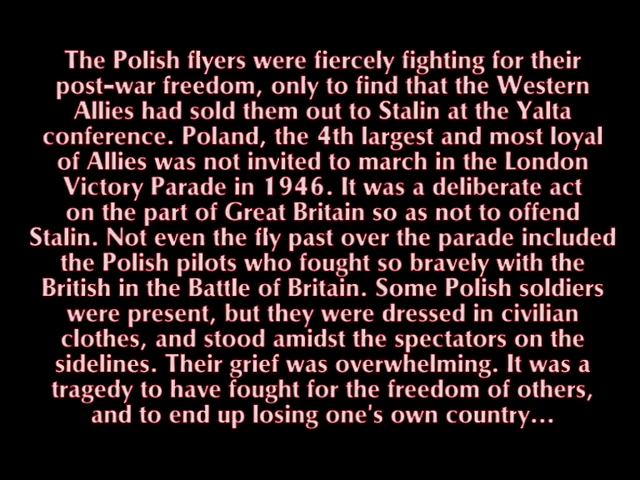 The Polish flyers were fiercely fighting for their
post-war freedom, only to find that the Western
Allies had sold them out to Stalin at the Yalta
conference. Poland, the 4th largest and most loyal
of Allies was not invited to march in the London
Victory Parade in 1946. It was a deliberate act
on the part of Great Britain so as not to offend
Stalin. Not even the fly past over the parade included
the Polish pilots who fought so bravely with the
British in the Battle of Britain. Some Polish soldiers
were present, but they were dressed in civilian
clothes, and stood amidst the spectators on the
sidelines. Their grief was overwhelming. It was a
tragedy to have fought for the freedom of others,
and to end up losing one's own country...